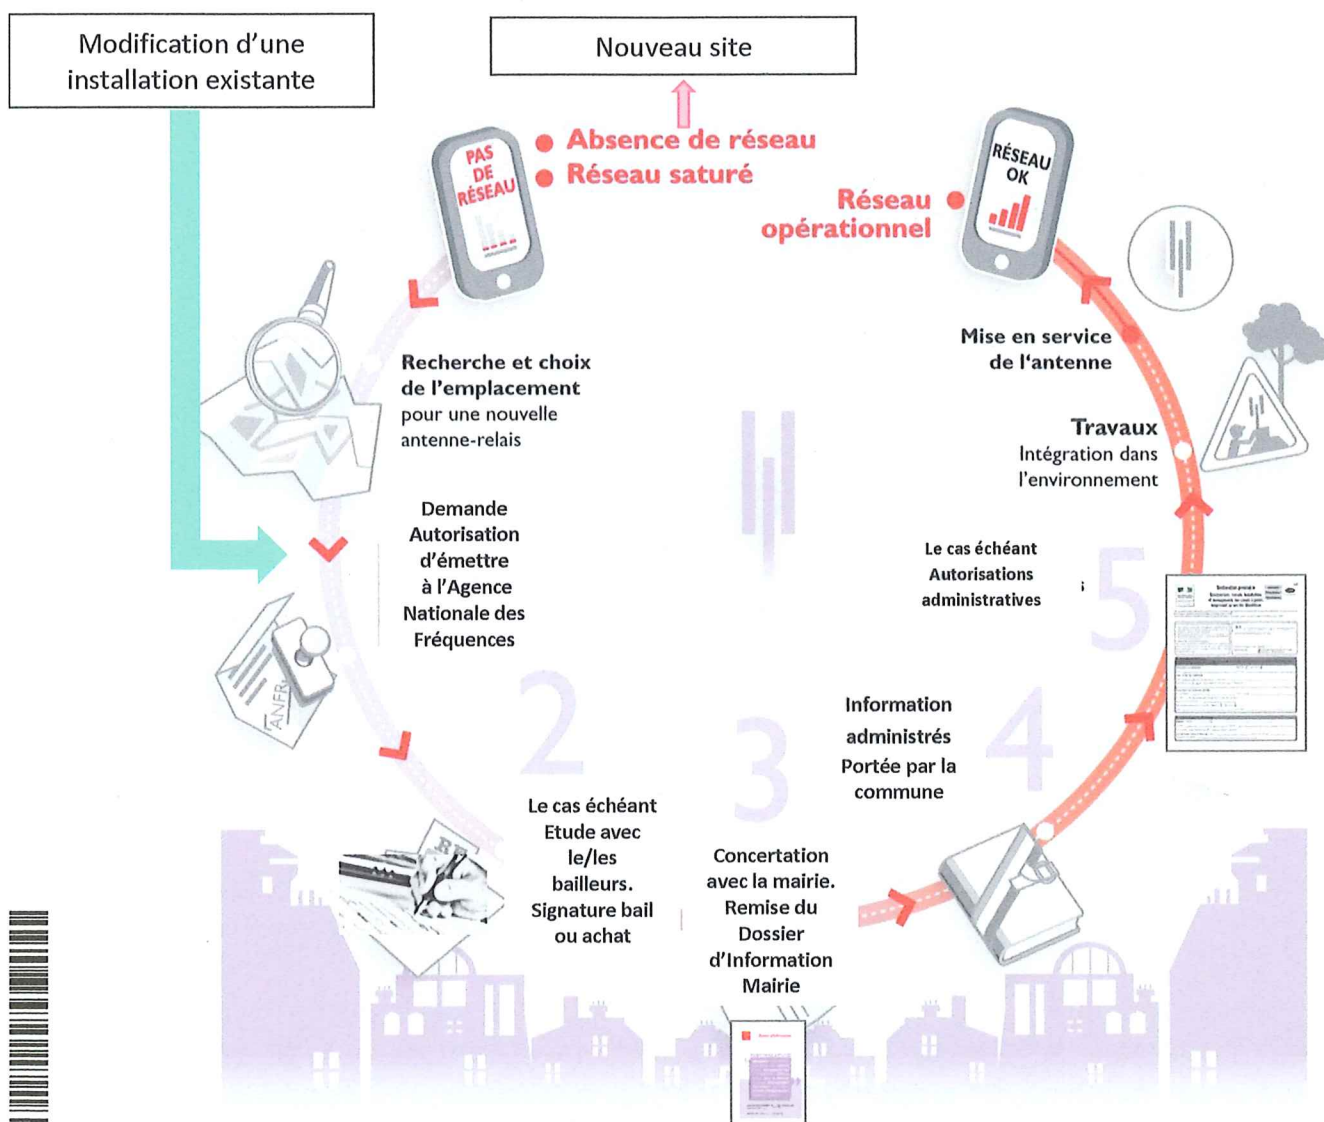 Modification d’une
installation existante
Nouveau site
Absence de réseau
Réseau saturé
PAS
DE
RÉSEAU
RÉSEAU
OK
Réseau
opérationnel
Recherche et choix
de l’emplacement
pour une nouvelle
antenne-relais
Demande
Autorisation
d’émettre
à l’Agence
Nationale des
Fréquences
ANFR
2
Le cas échéant
Etude avec
le/les
bailleurs.
Signature bail
ou achat
3
Concertation
avec la mairie.
Remise du
Dossier
d’Information
Mairie
4
Information
administrés
Portée par la
commune
5
Le cas échéant
Autorisations
administratives
Travaux
Intégration dans
l’environnement
Mise en service
de l‘antenne